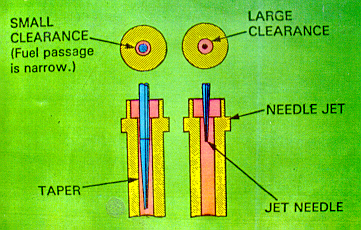 SMALL
CLEARANCE
(Fuel passage
is narrow.)
LARGE
CLEARANCE
NEEDLE JET
TAPER
JET NEEDLE